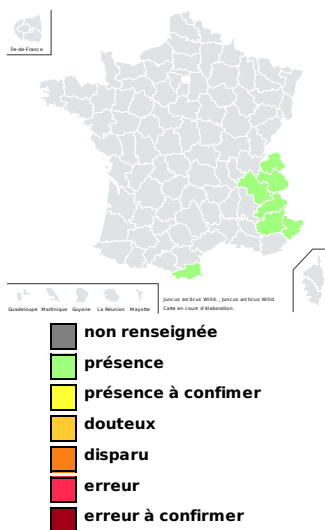 Île-de-France
Guadeloupe Martinique Guyane La Réunion Mayotte
Juncus arcticus Willd. , Juncus arcticus Willd.
Carte en cours d'élaboration.
non renseignée
présence
présence à confimer
douteux
disparu
erreur
erreur à confirmer